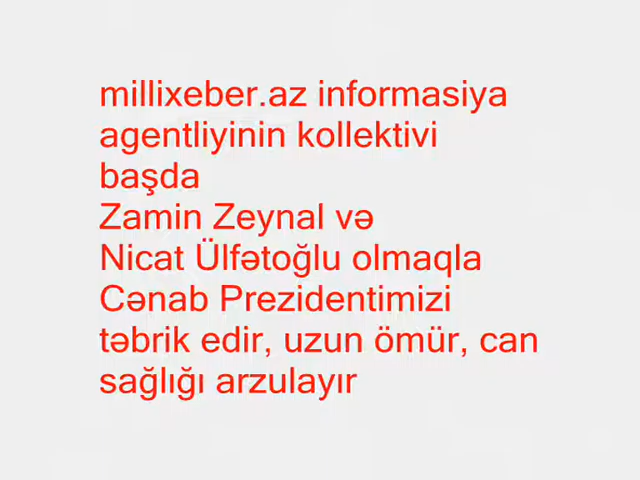 millixeber.az informasiya
agentliyinin kollektivi
başda
Zamin Zeynal və
Nicat Ülfətoğlu olmaqla
Cənab Prezidentimizi
təbrik edir, uzun ömür, can
sağlığı arzulayır